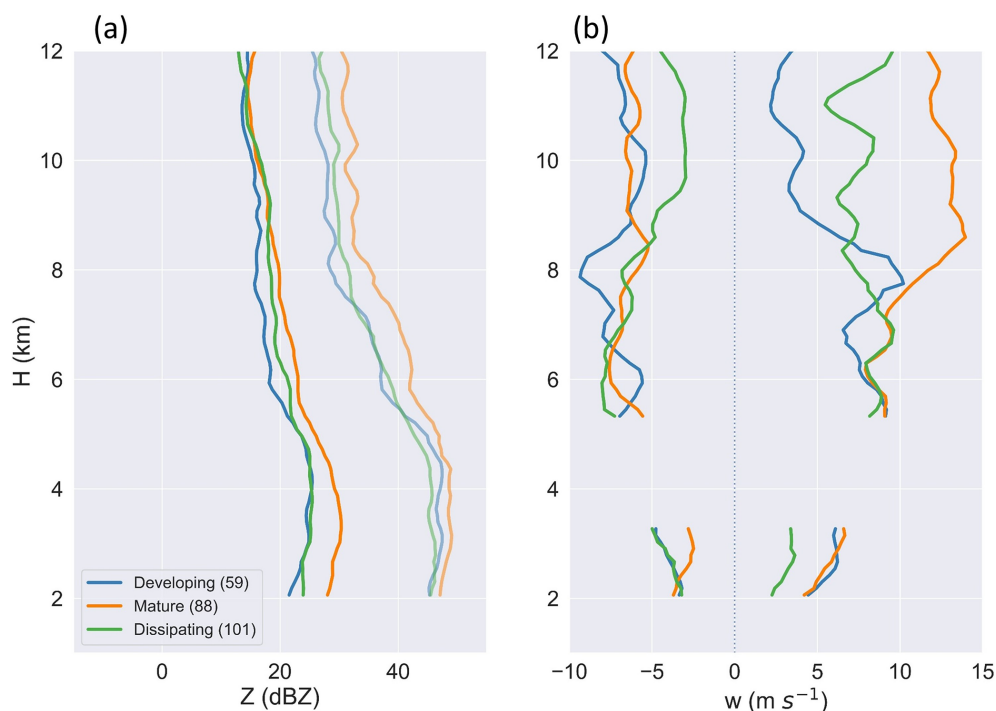 (a)
(b)
12
10
8
6
4
2
H (km)
Developing (59)
Mature (88)
Dissipating (101)
0
20
40
Z (dBZ)
12
10
8
6
4
2
−10
−5
0
5
10
15
w (m s⁻¹)